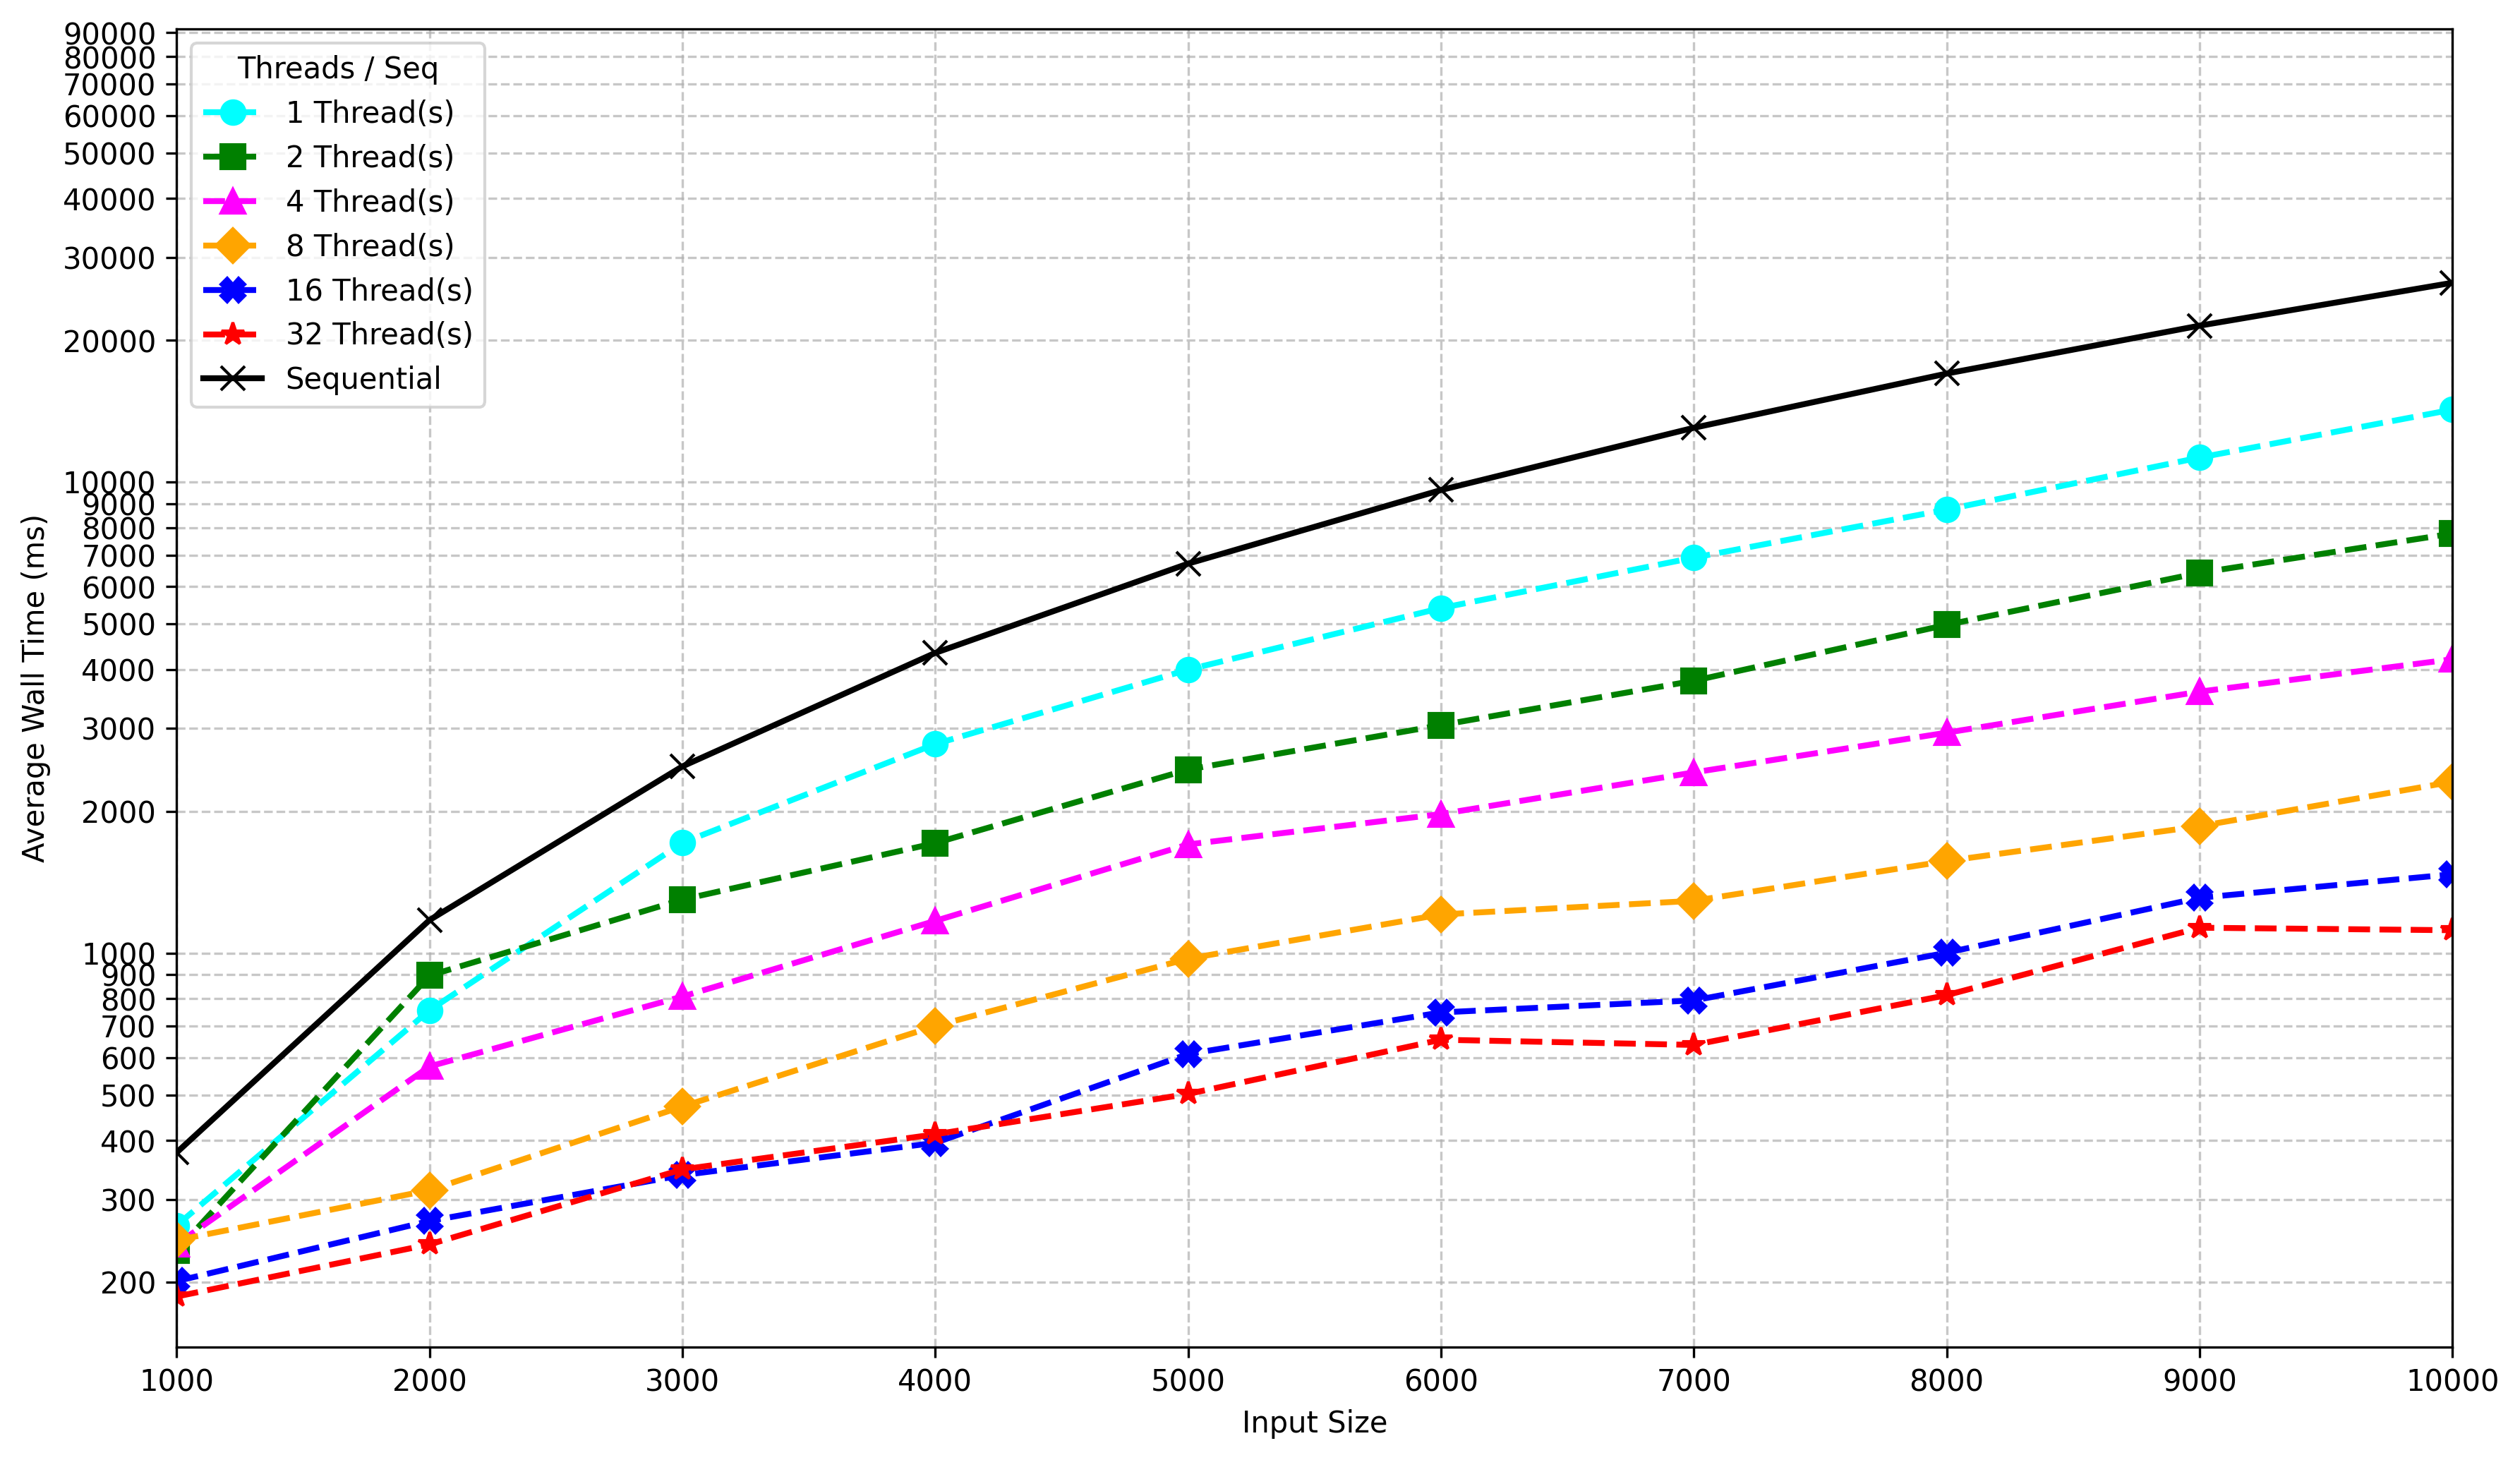 90000
80000
70000
60000
50000
40000
30000
20000
10000
9000
8000
7000
6000
5000
4000
3000
2000
1000
900
800
700
600
500
400
300
200
Average Wall Time (ms)
Threads / Seq
1 Thread(s)
2 Thread(s)
4 Thread(s)
8 Thread(s)
16 Thread(s)
32 Thread(s)
Sequential
1000 2000 3000 4000 5000 6000 7000 8000 9000 10000
Input Size